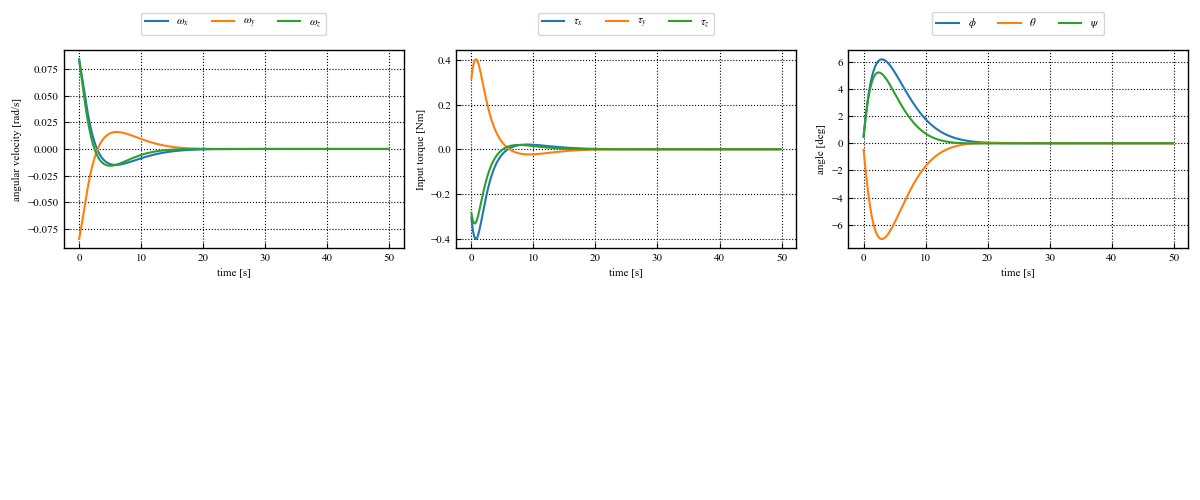 ωx ωy ωz
angular velocity [rad/s]
0.075
0.050
0.025
0.000
−0.025
−0.050
−0.075
0 10 20 30 40 50
time [s]
τx τy τz
Input torque [Nm]
0.4
0.2
0.0
−0.2
−0.4
0 10 20 30 40 50
time [s]
ϕ θ ψ
angle [deg]
6
4
2
0
−2
−4
−6
0 10 20 30 40 50
time [s]